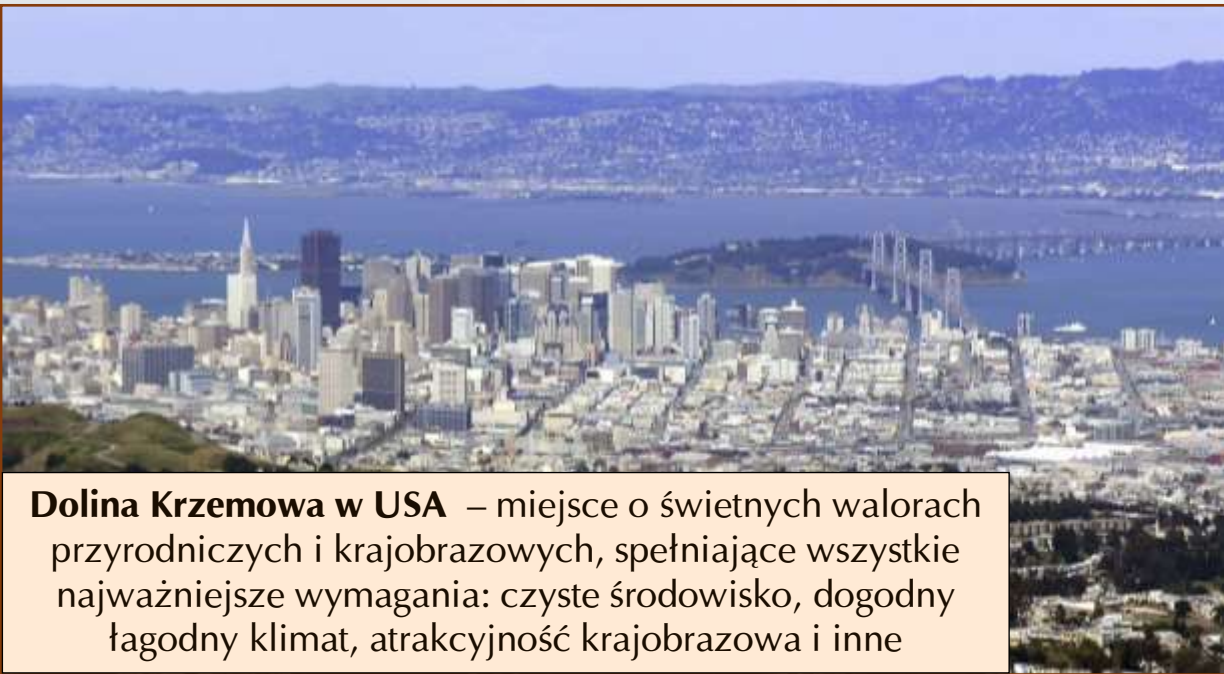 Dolina Krzemowa w USA – miejsce o świetnych walorach
przyrodniczych i krajobrazowych, spełniające wszystkie
najważniejsze wymagania: czyste środowisko, dogodny
łagodny klimat, atrakcyjność krajobrazowa i inne